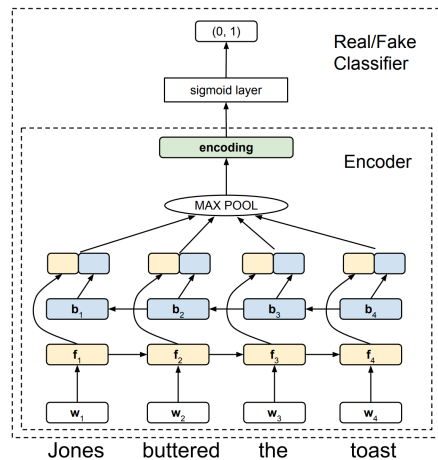 (0, 1)
Real/Fake
Classifier
sigmoid layer
encoding
Encoder
MAX POOL
b1 b2 b3 b4
f1 f2 f3 f4
w1 w2 w3 w4
Jones buttered the toast